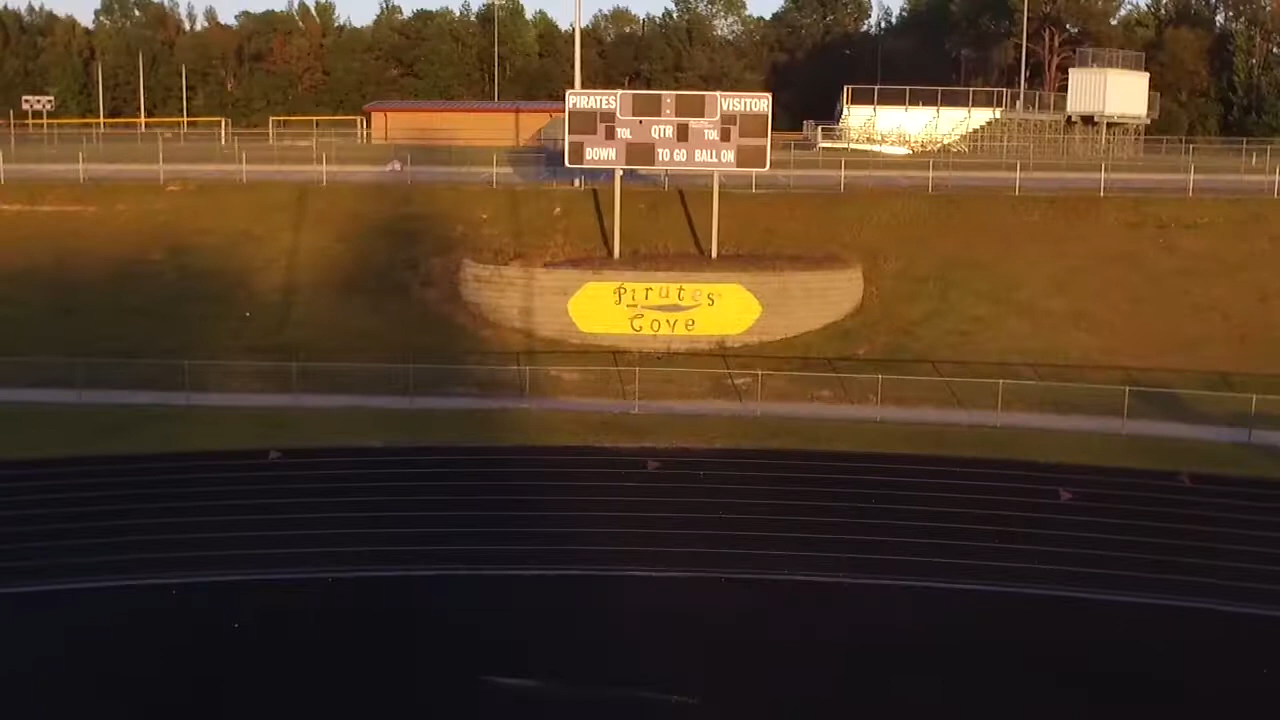 PIRATES VISITOR
TOL QTR TOL
DOWN TO GO BALL ON
Pirates
Cove